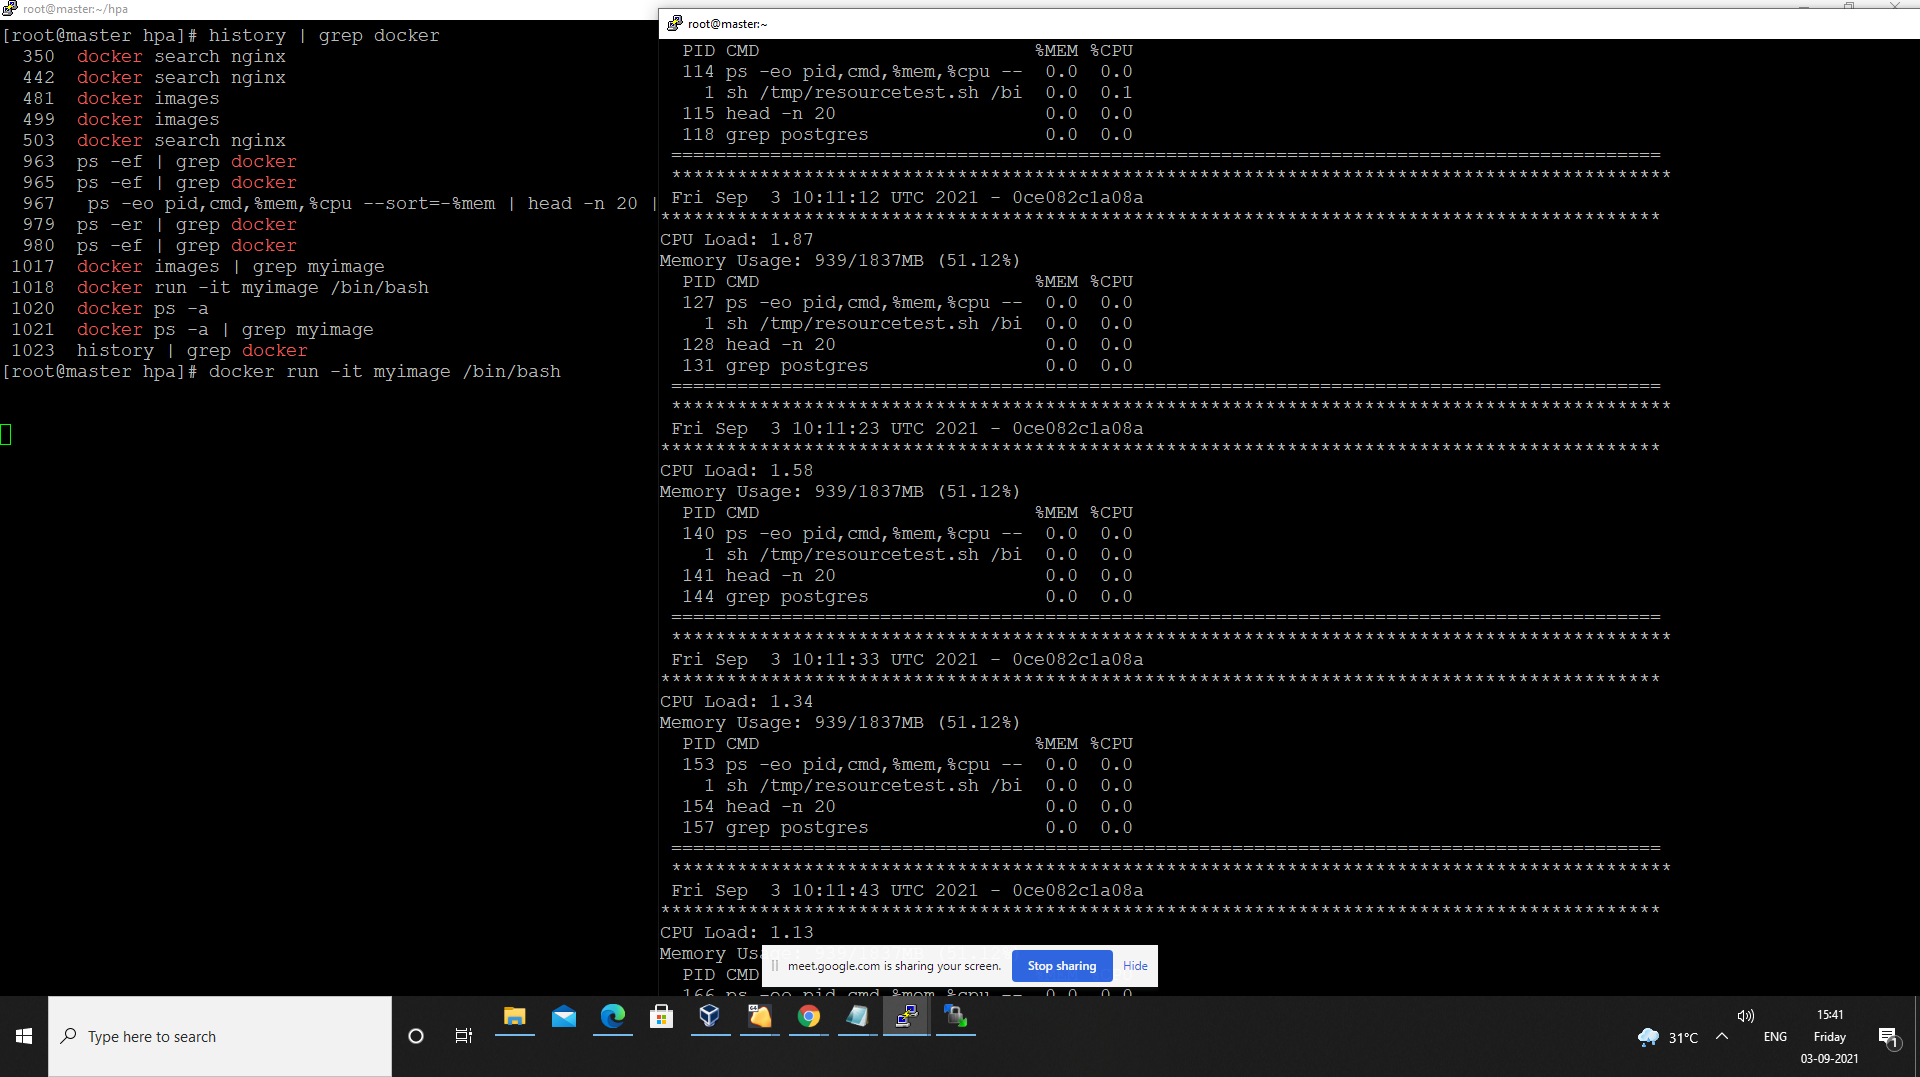 root@master:~/hpa
[root@master hpa]# history | grep docker
350 docker search nginx
442 docker search nginx
481 docker images
499 docker images
503 docker search nginx
963 ps -ef | grep docker
965 ps -ef | grep docker
967 ps -eo pid,cmd,%mem,%cpu --sort=-%mem | head -n 20 |
979 ps -er | grep docker
980 ps -ef | grep docker
1017 docker images | grep myimage
1018 docker run -it myimage /bin/bash
1020 docker ps -a
1021 docker ps -a | grep myimage
1023 history | grep docker
[root@master hpa]# docker run -it myimage /bin/bash
root@master:~
PID CMD %MEM %CPU
114 ps -eo pid,cmd,%mem,%cpu -- 0.0 0.0
1 sh /tmp/resourcetest.sh /bi 0.0 0.1
115 head -n 20 0.0 0.0
118 grep postgres 0.0 0.0
==========================================================================================
*******************************************************************************************
Fri Sep 3 10:11:12 UTC 2021 - 0ce082c1a08a
*******************************************************************************************
CPU Load: 1.87
Memory Usage: 939/1837MB (51.12%)
PID CMD %MEM %CPU
127 ps -eo pid,cmd,%mem,%cpu -- 0.0 0.0
1 sh /tmp/resourcetest.sh /bi 0.0 0.0
128 head -n 20 0.0 0.0
131 grep postgres 0.0 0.0
==========================================================================================
*******************************************************************************************
Fri Sep 3 10:11:23 UTC 2021 - 0ce082c1a08a
*******************************************************************************************
CPU Load: 1.58
Memory Usage: 939/1837MB (51.12%)
PID CMD %MEM %CPU
140 ps -eo pid,cmd,%mem,%cpu -- 0.0 0.0
1 sh /tmp/resourcetest.sh /bi 0.0 0.0
141 head -n 20 0.0 0.0
144 grep postgres 0.0 0.0
==========================================================================================
*******************************************************************************************
Fri Sep 3 10:11:33 UTC 2021 - 0ce082c1a08a
*******************************************************************************************
CPU Load: 1.34
Memory Usage: 939/1837MB (51.12%)
PID CMD %MEM %CPU
153 ps -eo pid,cmd,%mem,%cpu -- 0.0 0.0
1 sh /tmp/resourcetest.sh /bi 0.0 0.0
154 head -n 20 0.0 0.0
157 grep postgres 0.0 0.0
==========================================================================================
*******************************************************************************************
Fri Sep 3 10:11:43 UTC 2021 - 0ce082c1a08a
*******************************************************************************************
CPU Load: 1.13
Memory Us
PID CMD
166 ps -eo pid,cmd,%mem,%cpu -- 0.0 0.0
meet.google.com is sharing your screen. Stop sharing Hide
Type here to search
31°C
ENG
15:41
Friday
03-09-2021
1